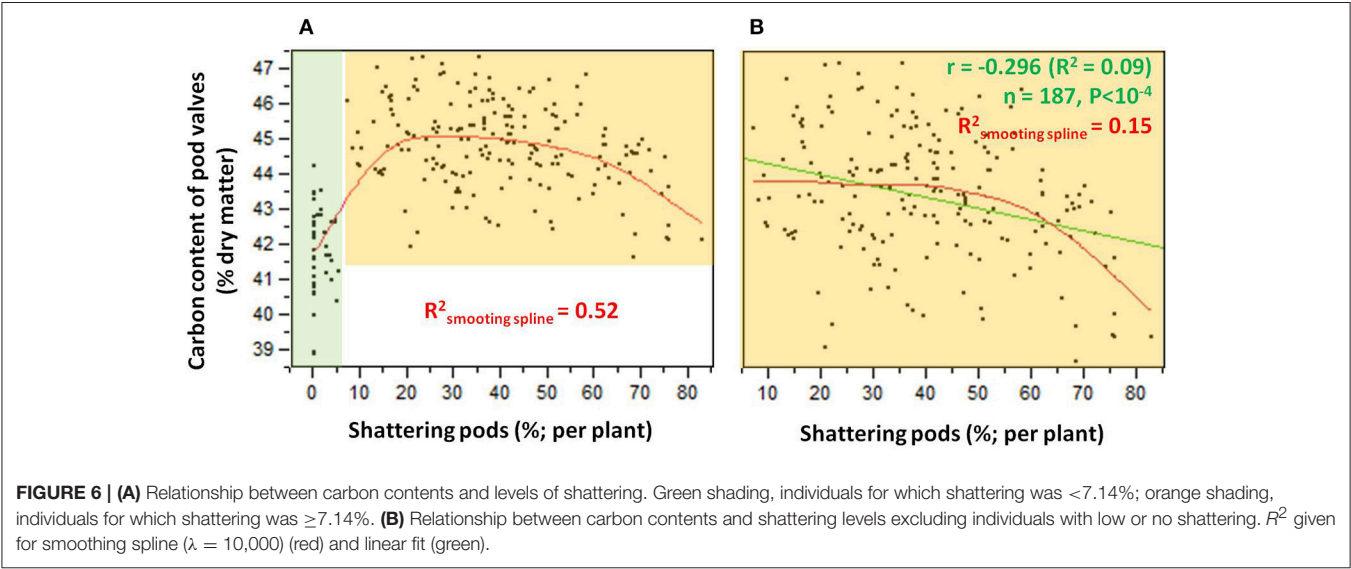 A
B
Carbon content of pod valves
(% dry matter)
47
46
45
44
43
42
41
40
39
R² smooting spline = 0.52
0 10 20 30 40 50 60 70 80
Shattering pods (%; per plant)
r = -0.296 (R² = 0.09)
n = 187, P<10⁻⁴
R² smooting spline = 0.15
10 20 30 40 50 60 70 80
Shattering pods (%; per plant)
FIGURE 6 | (A) Relationship between carbon contents and levels of shattering. Green shading, individuals for which shattering was <7.14%; orange shading,
individuals for which shattering was ≥7.14%. (B) Relationship between carbon contents and shattering levels excluding individuals with low or no shattering. R² given
for smoothing spline (λ = 10,000) (red) and linear fit (green).